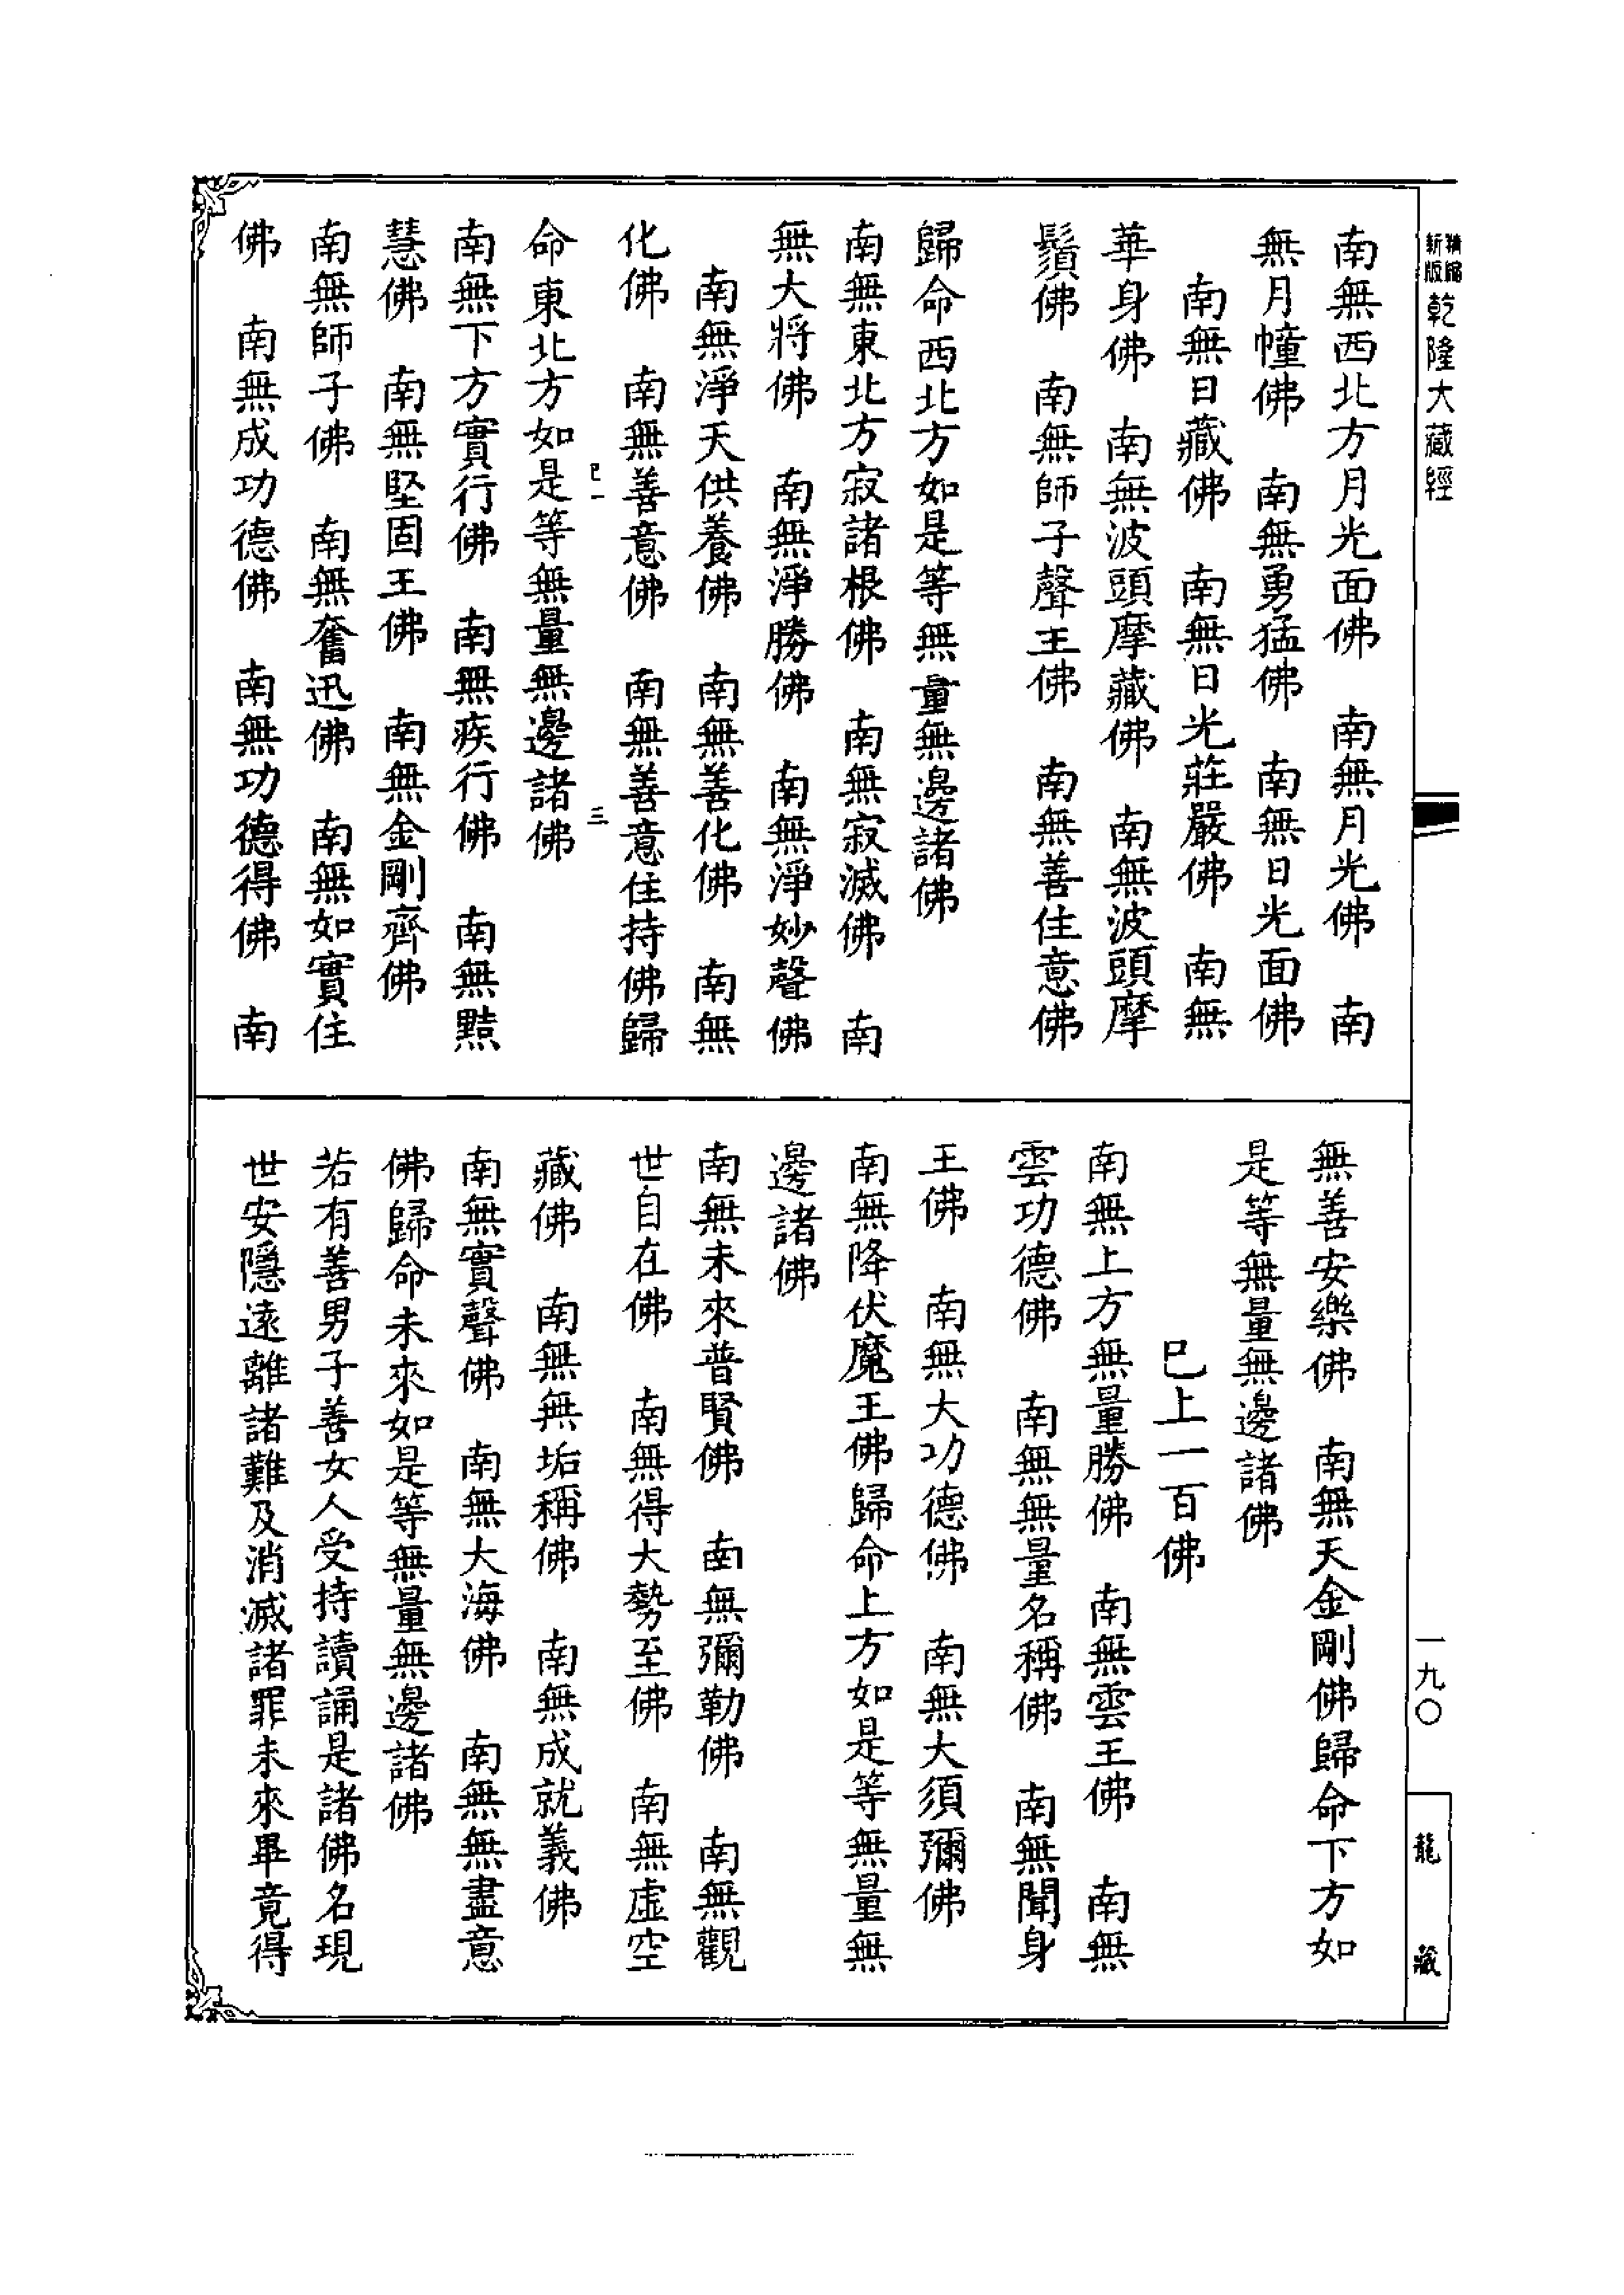 精縮新版
乾隆大藏經
南無西北方月光面佛　南無月光佛　南
無月幢佛　南無勇猛佛　南無日光面佛
南無日藏佛　南無日光莊嚴佛　南無
華身佛　南無波頭摩藏佛　南無波頭摩
鬚佛　南無師子聲王佛　南無善住意佛
歸命西北方如是等無量無邊諸佛
南無東北方寂諸根佛　南無寂滅佛　南
無大將佛　南無淨勝佛　南無淨妙聲佛
南無淨天供養佛　南無善化佛　南無
化佛　南無善意佛　南無善意住持佛歸
巳一　三
命東北方如是等無量無邊諸佛
南無下方實行佛　南無疾行佛　南無黠
慧佛　南無堅固王佛　南無金剛齊佛
南無師子佛　南無奮迅佛　南無如實住
佛　南無成功德佛　南無功德得佛　南
無善安樂佛　南無天金剛佛歸命下方如
是等無量無邊諸佛
巳上一百佛
南無上方無量勝佛　南無雲王佛　南無
雲功德佛　南無無量名稱佛　南無聞身
王佛　南無大功德佛　南無大須彌佛
南無降伏魔王佛歸命上方如是等無量無
邊諸佛
南無未來普賢佛　南無彌勒佛　南無觀
世自在佛　南無得大勢至佛　南無虛空
藏佛　南無無垢稱佛　南無成就義佛
南無實聲佛　南無大海佛　南無無盡意
佛歸命未來如是等無量無邊諸佛
若有善男子善女人受持讀誦是諸佛名現
世安隱遠離諸難及消滅諸罪未來畢竟得
一九〇
龍藏